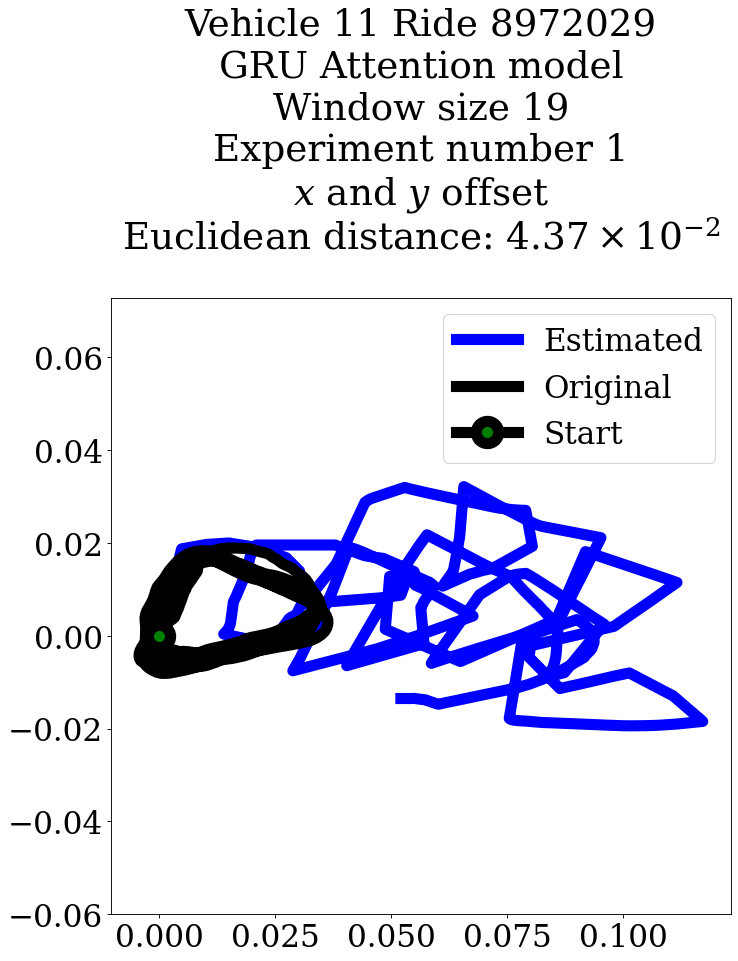 Vehicle 11 Ride 8972029
GRU Attention model
Window size 19
Experiment number 1
x and y offset
Euclidean distance: 4.37 × 10⁻²
Estimated
Original
Start
0.06
0.04
0.02
0.00
−0.02
−0.04
−0.06
0.000 0.025 0.050 0.075 0.100